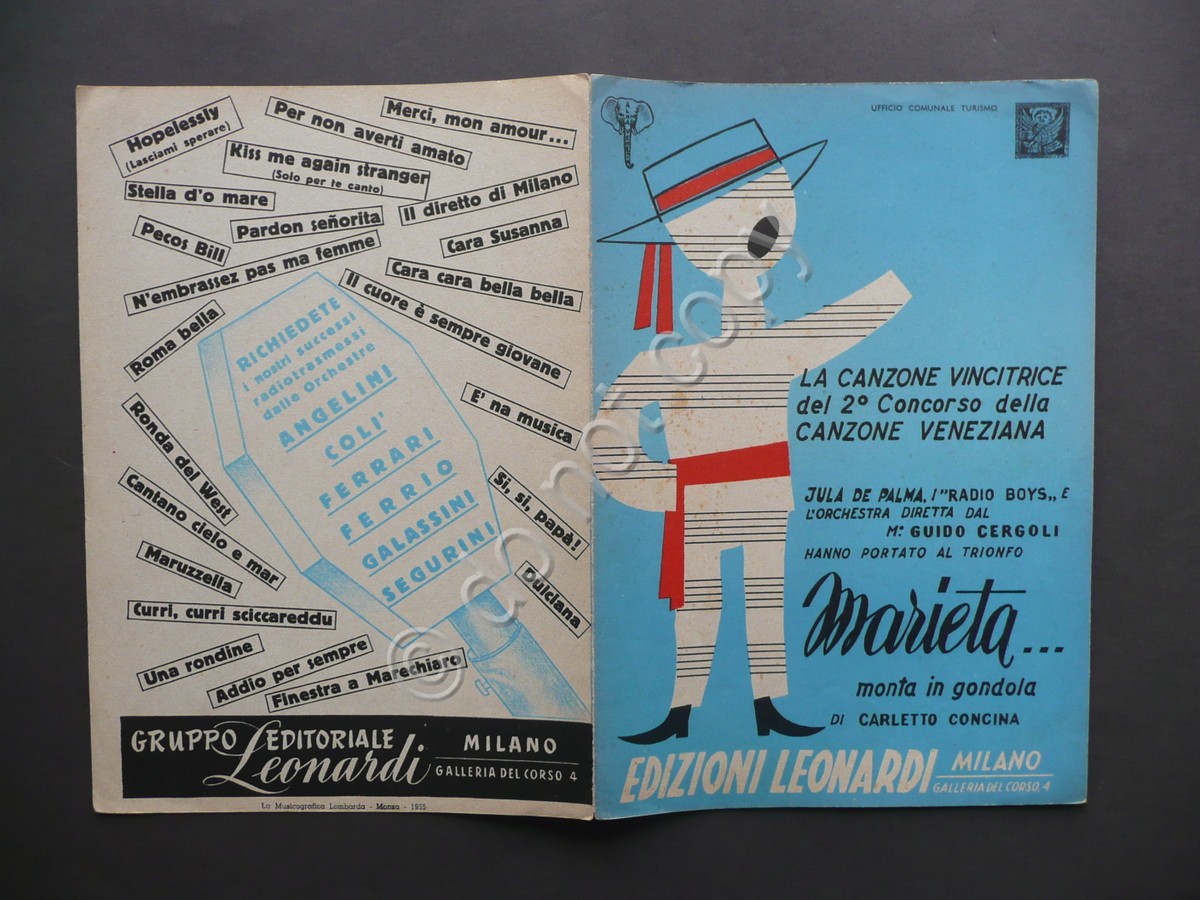 Hopelessly
(Lasciami sperare)
Per non averti amato
Merci, mon amour...
Kiss me again stranger
(Solo per te canto)
Stella d'o mare
Il diretto di Milano
Pardon señorita
Pecos Bill
Cara Susanna
N'embrassez pas ma femme
Cara cara bella bella
Il cuore è sempre giovane
Roma bella
RICHIEDETE
i nostri successi
radiotrasmessi
dalle Orchestre
ANGELINI
COLI'
FERRARI
FERRIO
GALASSINI
SEGURINI
E' na musica
Ronda del West
Si, si, papà!
Cantano cielo e mar
Maruzzella
Dulciana
Curri, curri sciccareddu
Una rondine
Addio per sempre
Finestra a Marechiaro
GRUPPO EDITORIALE
Leonardi
MILANO
GALLERIA DEL CORSO 4
La Musicografica Lombarda - Monza - 1955
UFFICIO COMUNALE TURISMO
LA CANZONE VINCITRICE
del 2º Concorso della
CANZONE VENEZIANA
JULA DE PALMA, I "RADIO BOYS„ E
L'ORCHESTRA DIRETTA DAL
Mº GUIDO CERGOLI
HANNO PORTATO AL TRIONFO
Marieta...
monta in gondola
DI CARLETTO CONCINA
EDIZIONI LEONARDI
MILANO
GALLERIA DEL CORSO, 4
© do not copy